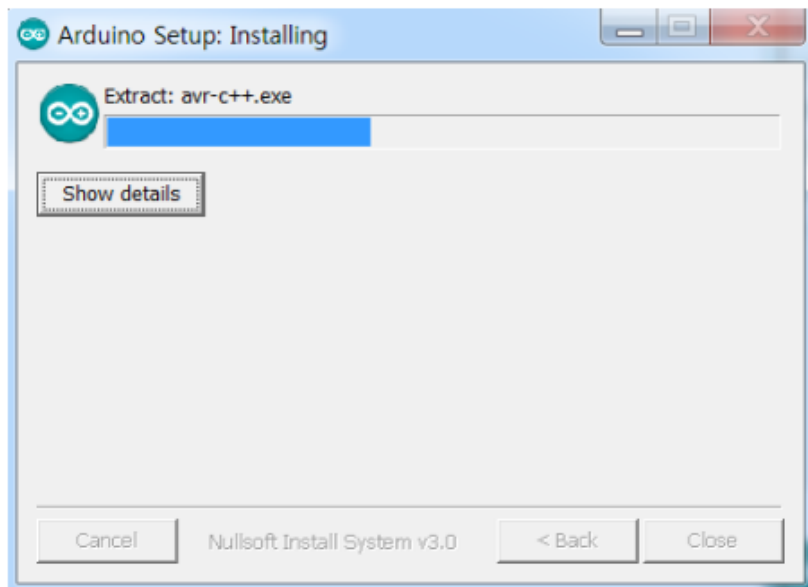 Arduino Setup: Installing
Extract: avr-c++.exe
Show details
Cancel
Nullsoft Install System v3.0
< Back
Close